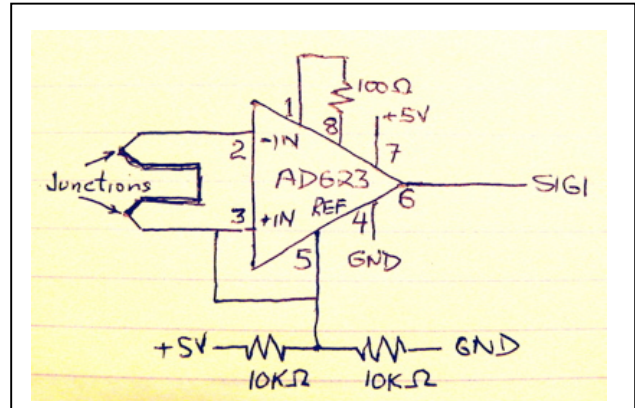 1
100Ω
8
+5V
7
2
-IN
Junctions
AD623
6
SIG1
3
+IN
REF
4
5
GND
+5V
GND
10KΩ
10KΩ